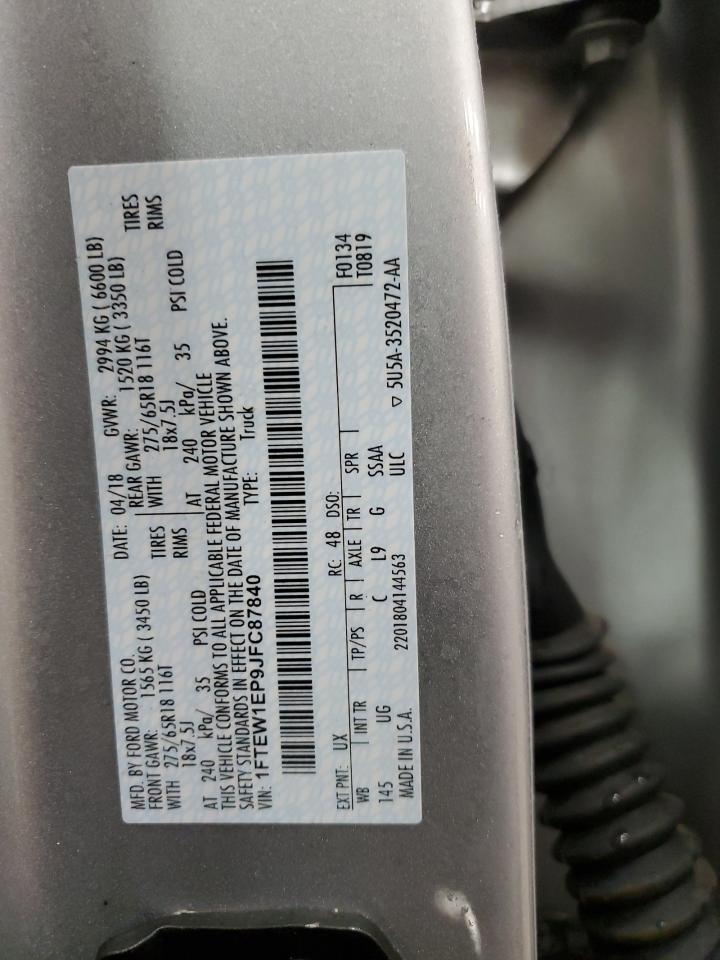 MFD. BY FORD MOTOR CO. DATE: 04/18 GVWR: 2994 KG ( 6600 LB)
FRONT GAWR: 1565 KG ( 3450 LB) REAR GAWR: 1520 KG ( 3350 LB)
WITH 275/65R18 116T TIRES WITH 275/65R18 116T TIRES
18x7.5J RIMS 18x7.5J RIMS
AT 240 kPa/ 35 PSI COLD AT 240 kPa/ 35 PSI COLD
THIS VEHICLE CONFORMS TO ALL APPLICABLE FEDERAL MOTOR VEHICLE
SAFETY STANDARDS IN EFFECT ON THE DATE OF MANUFACTURE SHOWN ABOVE.
VIN: 1FTEW1EP9JFC87840 TYPE: Truck
EXT PNT: UX RC: 48 DSO: F0134
WB INT TR TP/PS R AXLE TR SPR T0819
145 UG C L9 G SSAA
MADE IN U.S.A. 2201804144563 ULC ▽ 5U5A-3520472-AA